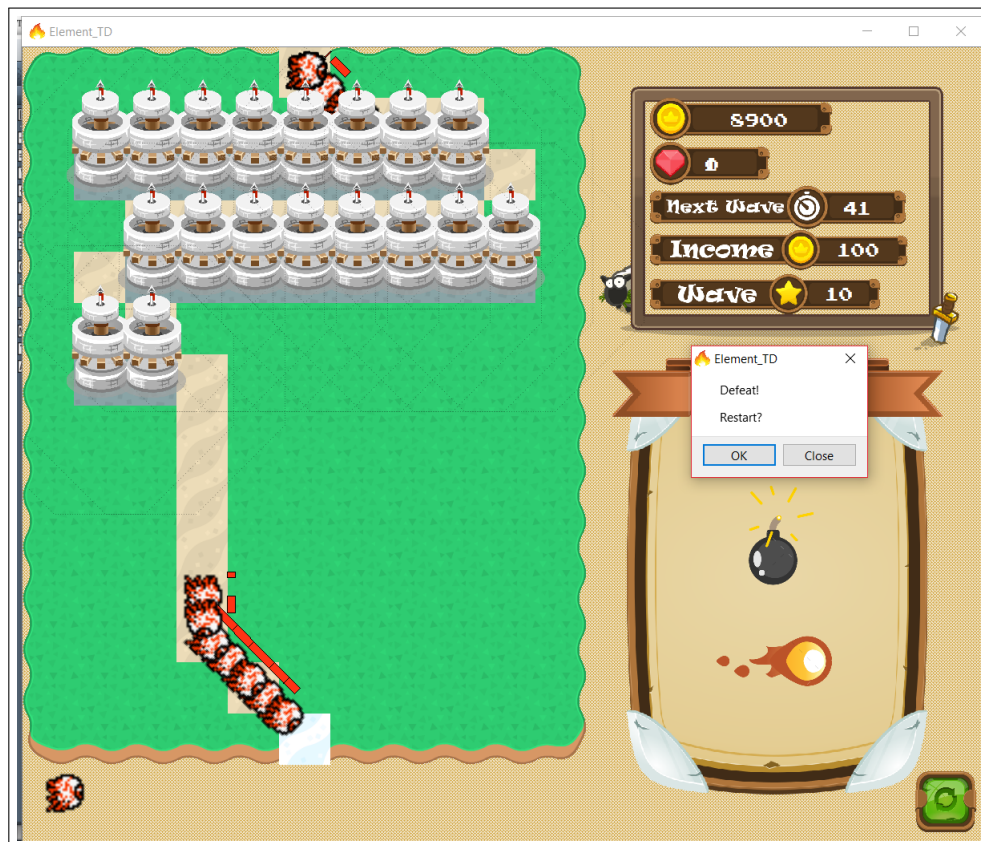 Element_TD
8900
0
Next Wave 41
Income 100
Wave 10
Element_TD
Defeat!
Restart?
OK Close